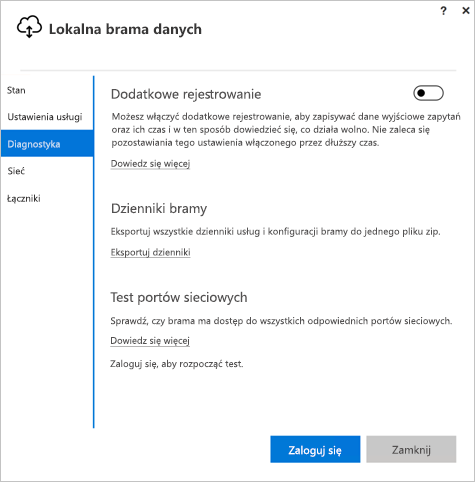 ? ×
Lokalna brama danych
Stan
Ustawienia usługi
Diagnostyka
Sieć
Łączniki
Dodatkowe rejestrowanie
Możesz włączyć dodatkowe rejestrowanie, aby zapisywać dane wyjściowe zapytań
oraz ich czas i w ten sposób dowiedzieć się, co działa wolno. Nie zaleca się
pozostawiania tego ustawienia włączonego przez dłuższy czas.
Dowiedz się więcej
Dzienniki bramy
Eksportuj wszystkie dzienniki usług i konfiguracji bramy do jednego pliku zip.
Eksportuj dzienniki
Test portów sieciowych
Sprawdź, czy brama ma dostęp do wszystkich odpowiednich portów sieciowych.
Dowiedz się więcej
Zaloguj się, aby rozpocząć test.
Zaloguj się
Zamknij